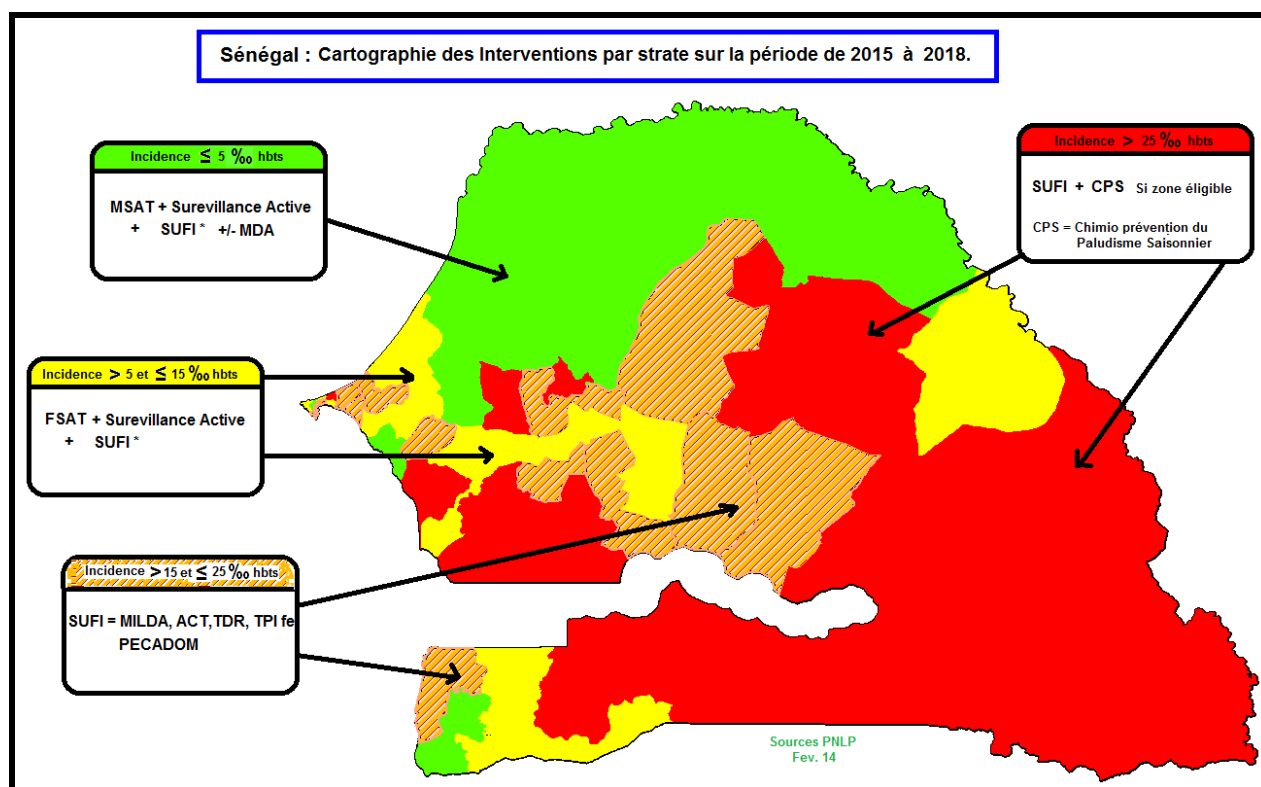 Sénégal : Cartographie des Interventions par strate sur la période de 2015 à 2018.
Incidence ≤ 5 ‰ hbts
MSAT + Surevillance Active
+ SUFI * +/- MDA
Incidence > 25 ‰ hbts
SUFI + CPS Si zone éligible
CPS = Chimio prévention du
Paludisme Saisonnier
Incidence > 5 et ≤ 15 ‰ hbts
FSAT + Surevillance Active
+ SUFI *
Incidence > 15 et ≤ 25 ‰ hbts
SUFI = MILDA, ACT,TDR, TPI fe
PECADOM
Sources PNLP
Fev. 14